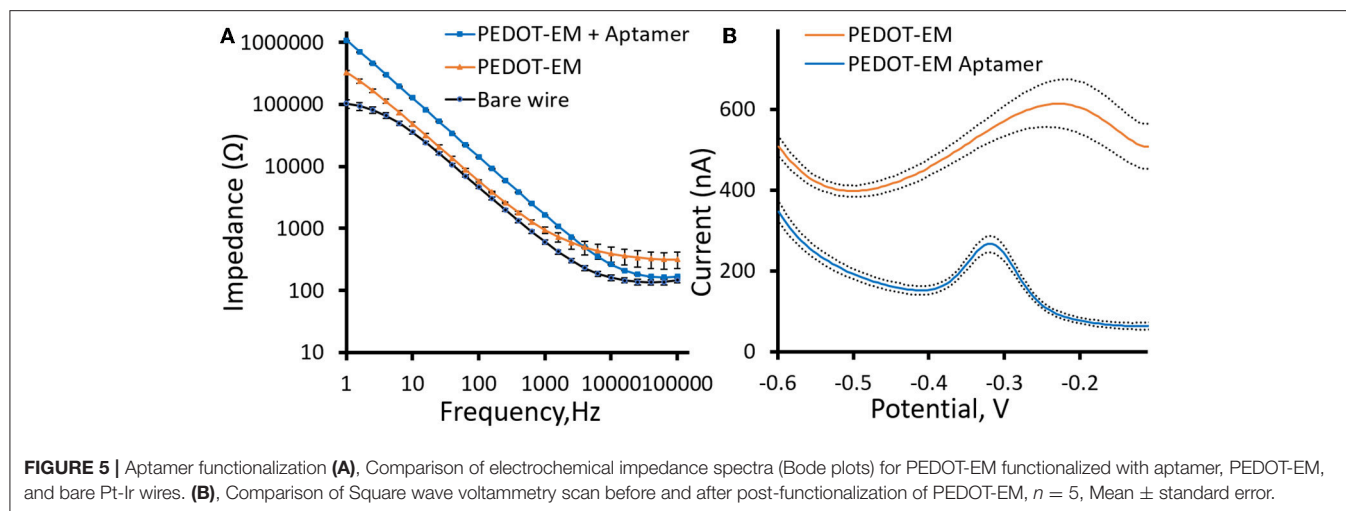 A
1000000
100000
10000
1000
100
10
Impedance (Ω)
PEDOT-EM + Aptamer
PEDOT-EM
Bare wire
1 10 100 1000 10000 100000
Frequency,Hz
B
600
400
200
0
Current (nA)
PEDOT-EM
PEDOT-EM Aptamer
-0.6 -0.5 -0.4 -0.3 -0.2
Potential, V
FIGURE 5 | Aptamer functionalization (A), Comparison of electrochemical impedance spectra (Bode plots) for PEDOT-EM functionalized with aptamer, PEDOT-EM,
and bare Pt-Ir wires. (B), Comparison of Square wave voltammetry scan before and after post-functionalization of PEDOT-EM, n = 5, Mean ± standard error.